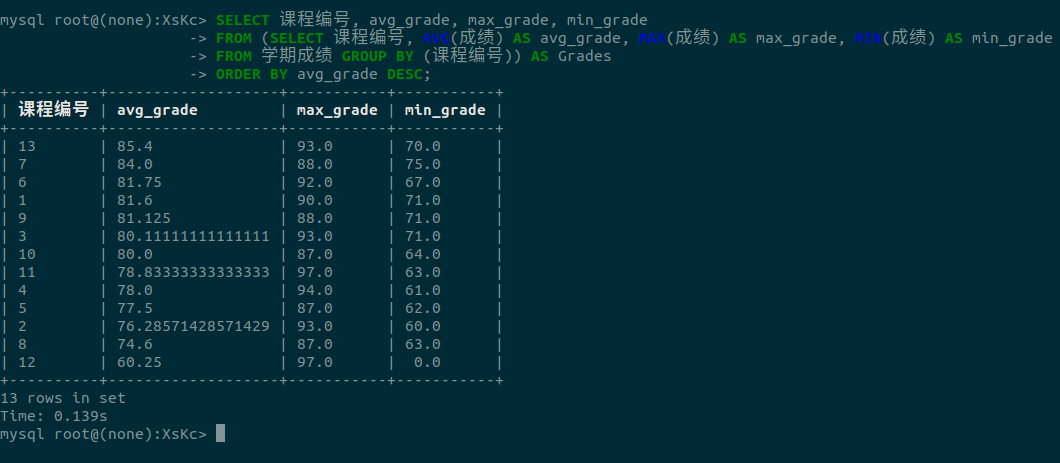 mysql root@(none):XsKc> SELECT 课程编号, avg_grade, max_grade, min_grade
-> FROM (SELECT 课程编号, AVG(成绩) AS avg_grade, MAX(成绩) AS max_grade, MIN(成绩) AS min_grade
-> FROM 学期成绩 GROUP BY (课程编号)) AS Grades
-> ORDER BY avg_grade DESC;
+----------+-------------------+-----------+-----------+
| 课程编号 | avg_grade         | max_grade | min_grade |
+----------+-------------------+-----------+-----------+
| 13       | 85.4              | 93.0      | 70.0      |
| 7        | 84.0              | 88.0      | 75.0      |
| 6        | 81.75             | 92.0      | 67.0      |
| 1        | 81.6              | 90.0      | 71.0      |
| 9        | 81.125            | 88.0      | 71.0      |
| 3        | 80.11111111111111 | 93.0      | 71.0      |
| 10       | 80.0              | 87.0      | 64.0      |
| 11       | 78.83333333333333 | 97.0      | 63.0      |
| 4        | 78.0              | 94.0      | 61.0      |
| 5        | 77.5              | 87.0      | 62.0      |
| 2        | 76.28571428571429 | 93.0      | 60.0      |
| 8        | 74.6              | 87.0      | 63.0      |
| 12       | 60.25             | 97.0      |  0.0      |
+----------+-------------------+-----------+-----------+
13 rows in set
Time: 0.139s
mysql root@(none):XsKc>